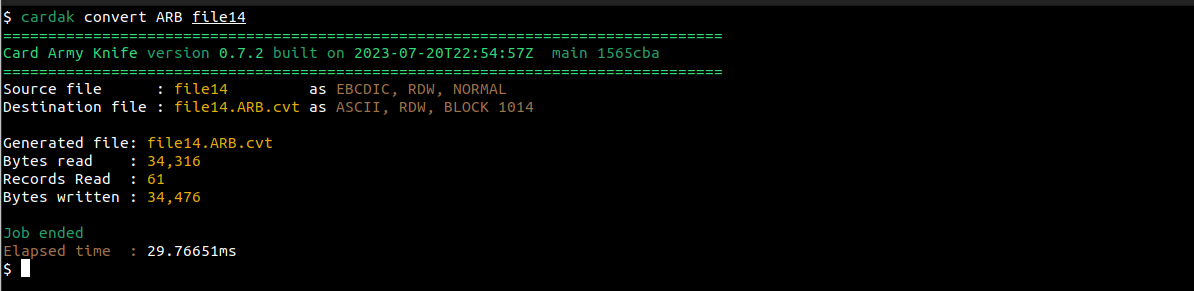 $ cardak convert ARB file14
================================================================================
Card Army Knife version 0.7.2 built on 2023-07-20T22:54:57Z  main 1565cba
================================================================================
Source file      : file14         as EBCDIC, RDW, NORMAL
Destination file : file14.ARB.cvt as ASCII, RDW, BLOCK 1014
Generated file: file14.ARB.cvt
Bytes read    : 34,316
Records Read  : 61
Bytes written : 34,476
Job ended
Elapsed time  : 29.76651ms
$